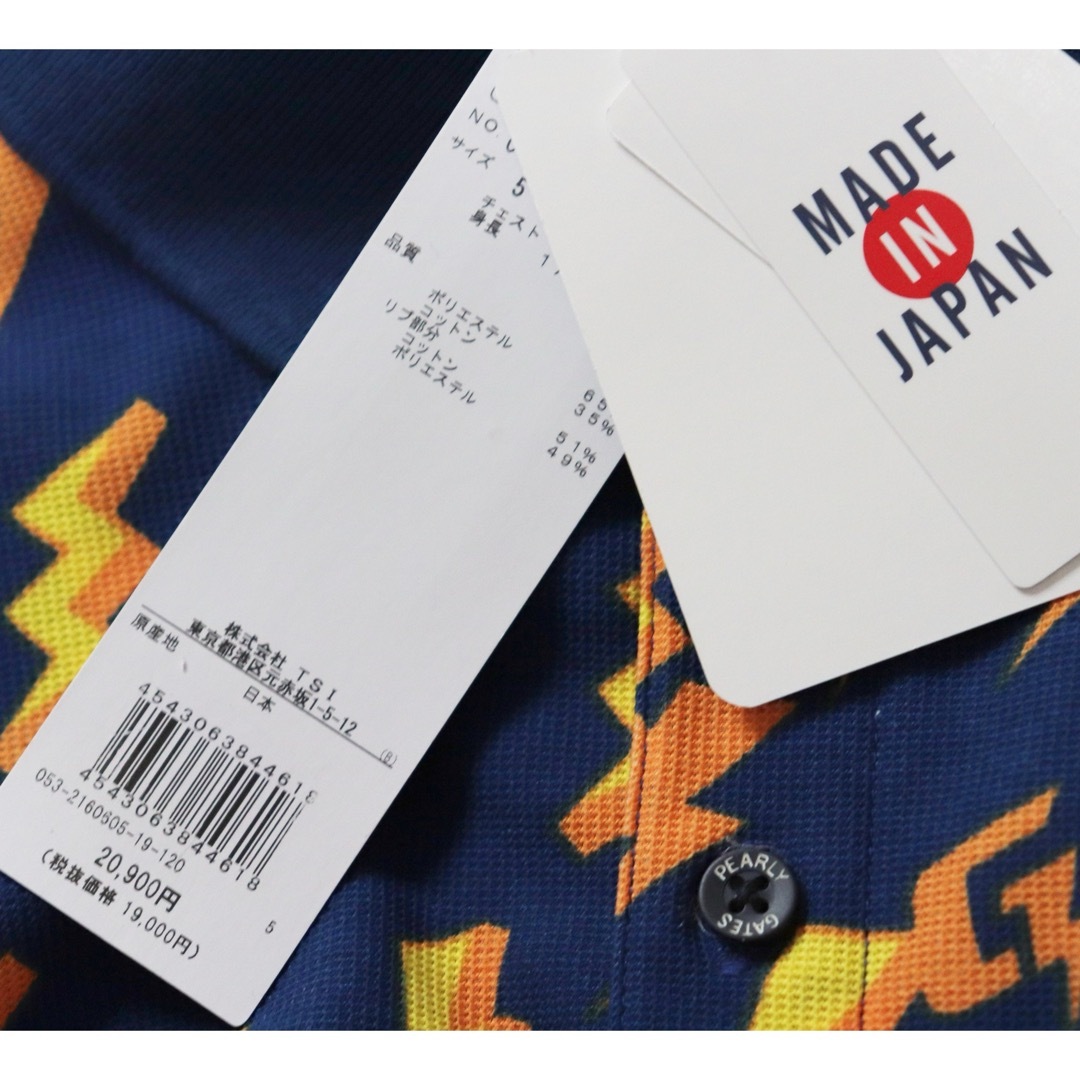 NO.
サイズ 5
チェスト
身長
品質
ポリエステル 65
コットン 35%
リブ部分
コットン 51%
ポリエステル 49%
株式会社 TSI
東京都港区元赤坂1-5-12
原産地 日本
(B)
4543063844618
4543063844618
053-2160605-19-120
20,900円
(税抜価格 19,000円)
5
MADE
IN
JAPAN
PEARLY
GATES